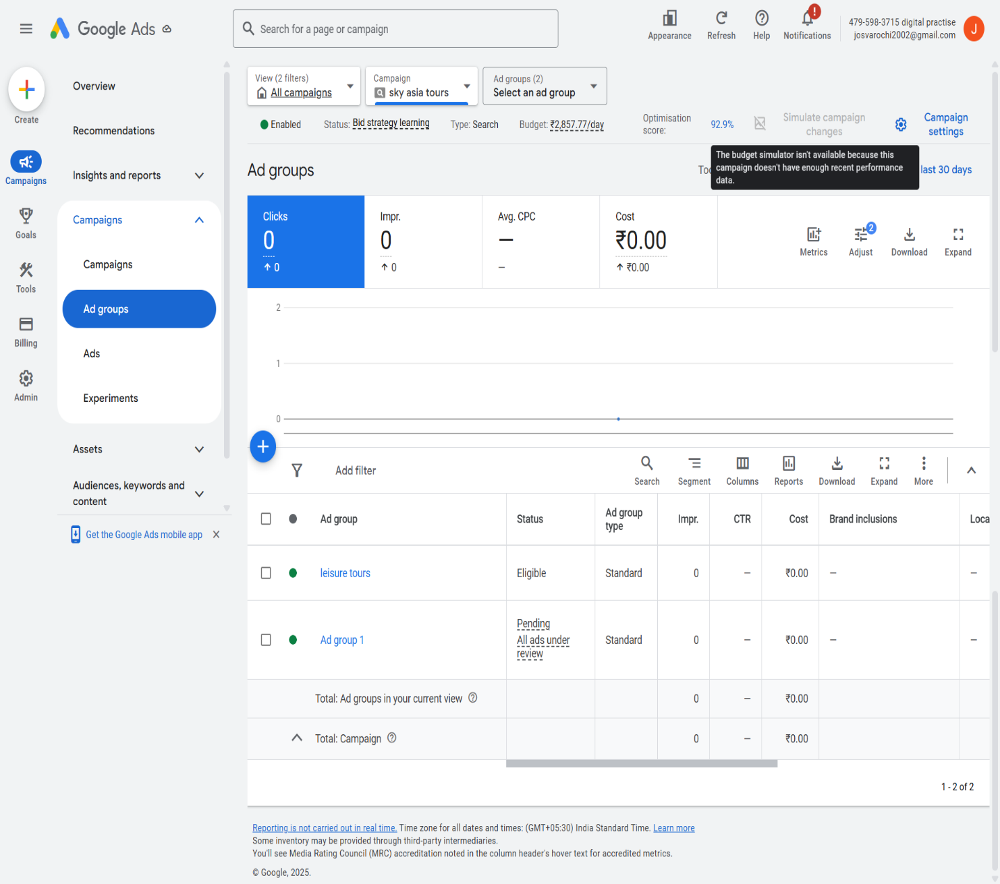 Google Ads
Search for a page or campaign
Appearance
Refresh
Help
!
Notifications
479-598-3715 digital practise
josvarochi2002@gmail.com
J
Create
Campaigns
Goals
Tools
Billing
Admin
Overview
Recommendations
Insights and reports
Campaigns
Campaigns
Ad groups
Ads
Experiments
Assets
Audiences, keywords and
content
Get the Google Ads mobile app
View (2 filters)
All campaigns
Campaign
sky asia tours
Ad groups (2)
Select an ad group
Enabled
Status: Bid strategy learning
Type: Search
Budget: ₹2,857.77/day
Optimisation
score:
92.9%
Simulate campaign
changes
Campaign
settings
The budget simulator isn't available because this
campaign doesn't have enough recent performance
data.
Ad groups
last 30 days
Clicks
0
0
Impr.
0
0
Avg. CPC
—
—
Cost
₹0.00
₹0.00
Metrics
2
Adjust
Download
Expand
2
1
0
Add filter
Search
Segment
Columns
Reports
Download
Expand
More
Ad group
Status
Ad group
type
Impr.
CTR
Cost
Brand inclusions
Loca
leisure tours
Eligible
Standard
0
—
₹0.00
—
—
Ad group 1
Pending
All ads under
review
Standard
0
—
₹0.00
—
—
Total: Ad groups in your current view
0
—
₹0.00
Total: Campaign
0
—
₹0.00
1 - 2 of 2
Reporting is not carried out in real time. Time zone for all dates and times: (GMT+05:30) India Standard Time. Learn more
Some inventory may be provided through third-party intermediaries.
You'll see Media Rating Council (MRC) accreditation noted in the column header's hover text for accredited metrics.
© Google, 2025.